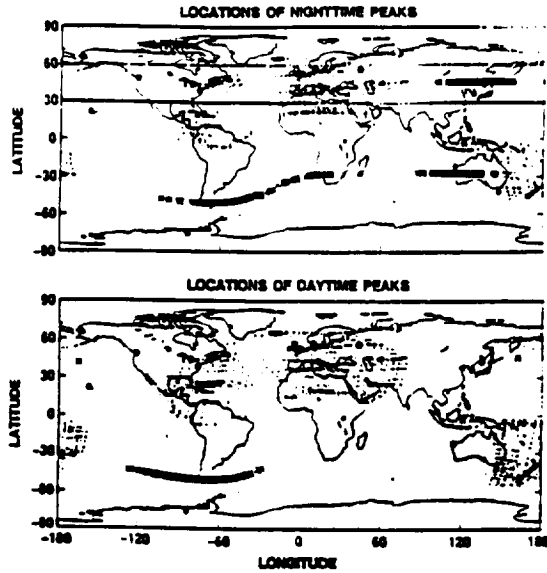 LOCATIONS OF NIGHTTIME PEAKS
90
60
30
0
-30
-60
-90
LATITUDE
LOCATIONS OF DAYTIME PEAKS
90
60
30
0
-30
-60
-90
LATITUDE
-180 -120 -60 0 60 120 180
LONGITUDE